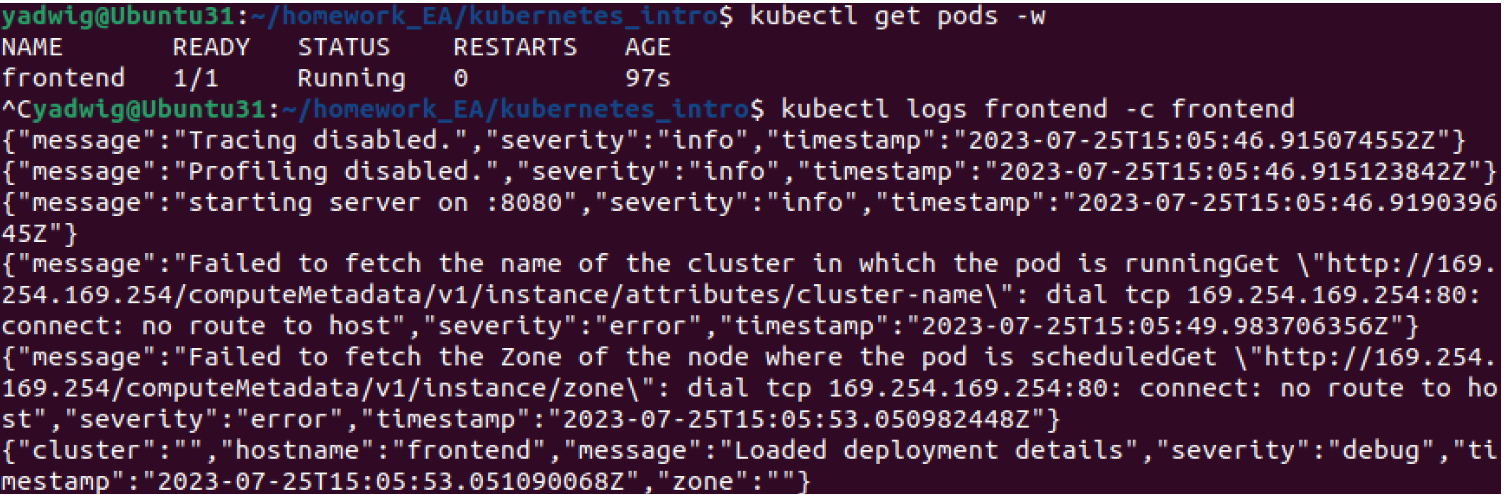 yadwig@Ubuntu31:~/homework_EA/kubernetes_intro$ kubectl get pods -w
NAME       READY   STATUS    RESTARTS   AGE
frontend   1/1     Running   0          97s
^Cyadwig@Ubuntu31:~/homework_EA/kubernetes_intro$ kubectl logs frontend -c frontend
{"message":"Tracing disabled.","severity":"info","timestamp":"2023-07-25T15:05:46.915074552Z"}
{"message":"Profiling disabled.","severity":"info","timestamp":"2023-07-25T15:05:46.915123842Z"}
{"message":"starting server on :8080","severity":"info","timestamp":"2023-07-25T15:05:46.9190396
45Z"}
{"message":"Failed to fetch the name of the cluster in which the pod is runningGet \"http://169.
254.169.254/computeMetadata/v1/instance/attributes/cluster-name\": dial tcp 169.254.169.254:80:
connect: no route to host","severity":"error","timestamp":"2023-07-25T15:05:49.983706356Z"}
{"message":"Failed to fetch the Zone of the node where the pod is scheduledGet \"http://169.254.
169.254/computeMetadata/v1/instance/zone\": dial tcp 169.254.169.254:80: connect: no route to ho
st","severity":"error","timestamp":"2023-07-25T15:05:53.050982448Z"}
{"cluster":"","hostname":"frontend","message":"Loaded deployment details","severity":"debug","ti
mestamp":"2023-07-25T15:05:53.051090068Z","zone":""}